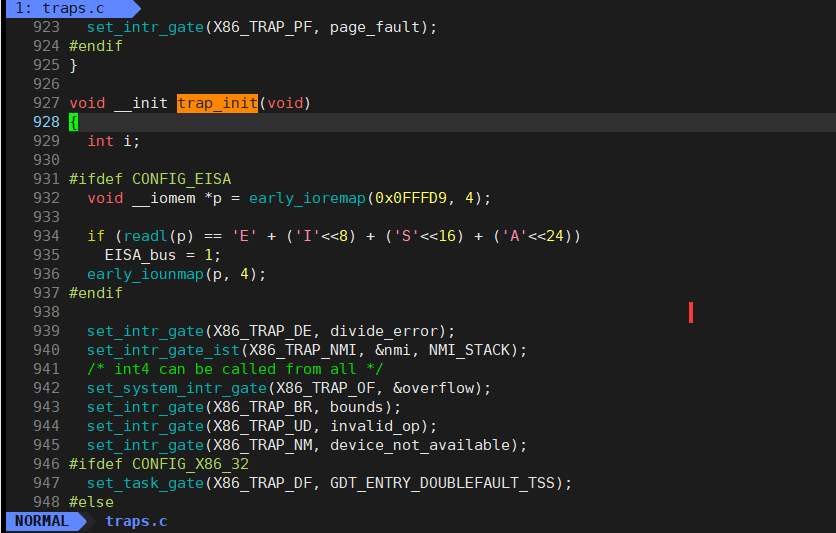 1: traps.c
923   set_intr_gate(X86_TRAP_PF, page_fault);
924 #endif
925 }
926
927 void __init trap_init(void)
928 {
929   int i;
930
931 #ifdef CONFIG_EISA
932   void __iomem *p = early_ioremap(0x0FFFD9, 4);
933
934   if (readl(p) == 'E' + ('I'<<8) + ('S'<<16) + ('A'<<24))
935     EISA_bus = 1;
936   early_iounmap(p, 4);
937 #endif
938
939   set_intr_gate(X86_TRAP_DE, divide_error);
940   set_intr_gate_ist(X86_TRAP_NMI, &nmi, NMI_STACK);
941   /* int4 can be called from all */
942   set_system_intr_gate(X86_TRAP_OF, &overflow);
943   set_intr_gate(X86_TRAP_BR, bounds);
944   set_intr_gate(X86_TRAP_UD, invalid_op);
945   set_intr_gate(X86_TRAP_NM, device_not_available);
946 #ifdef CONFIG_X86_32
947   set_task_gate(X86_TRAP_DF, GDT_ENTRY_DOUBLEFAULT_TSS);
948 #else
NORMAL traps.c